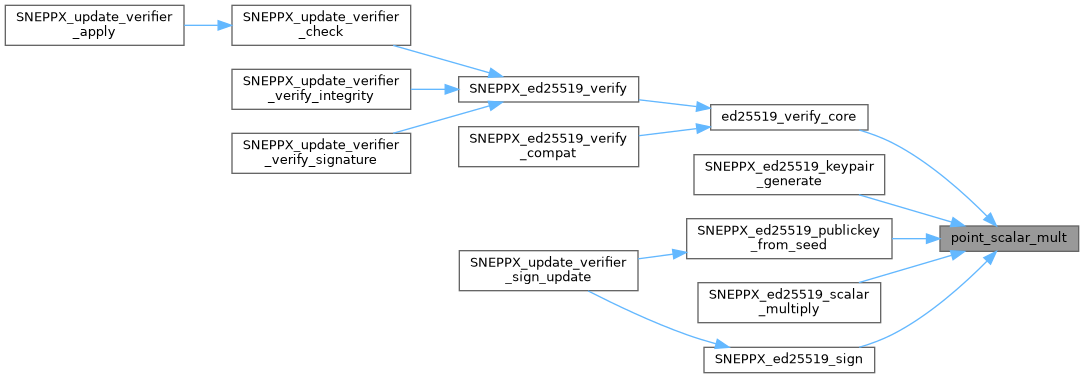 SNEPPX_update_verifier
_apply
SNEPPX_update_verifier
_check
SNEPPX_update_verifier
_verify_integrity
SNEPPX_update_verifier
_verify_signature
SNEPPX_ed25519_verify
SNEPPX_ed25519_verify
_compat
ed25519_verify_core
SNEPPX_ed25519_keypair
_generate
SNEPPX_ed25519_publickey
_from_seed
SNEPPX_update_verifier
_sign_update
SNEPPX_ed25519_scalar
_multiply
SNEPPX_ed25519_sign
point_scalar_mult